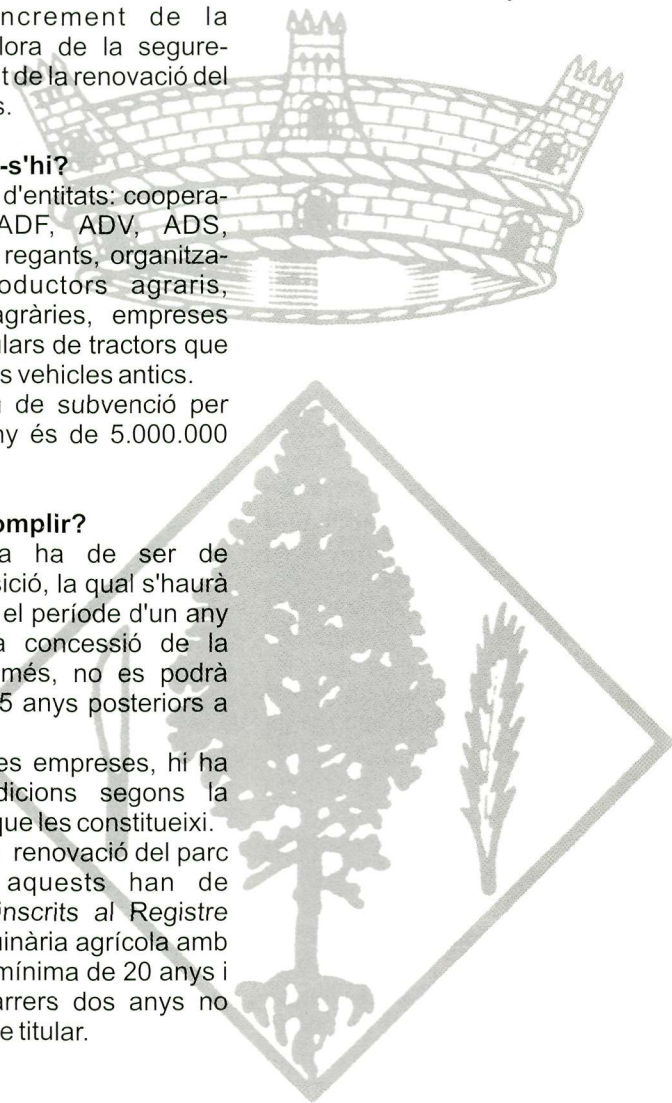 ncrement de la
lora de la segure-
t de la renovació del
s.
-s'hi?
d'entitats: coopera-
ADF, ADV, ADS,
regants, organitza-
oductors agraris,
agràries, empreses
ulars de tractors que
s vehicles antics.
de subvenció per
ny és de 5.000.000
omplir?
a ha de ser de
sició, la qual s'haurà
el període d'un any
a concessió de la
més, no es podrà
5 anys posteriors a
es empreses, hi ha
dicions segons la
que les constitueixi.
renovació del parc
aquests han de
inscrits al Registre
uinària agrícola amb
mínima de 20 anys i
arrers dos anys no
e titular.